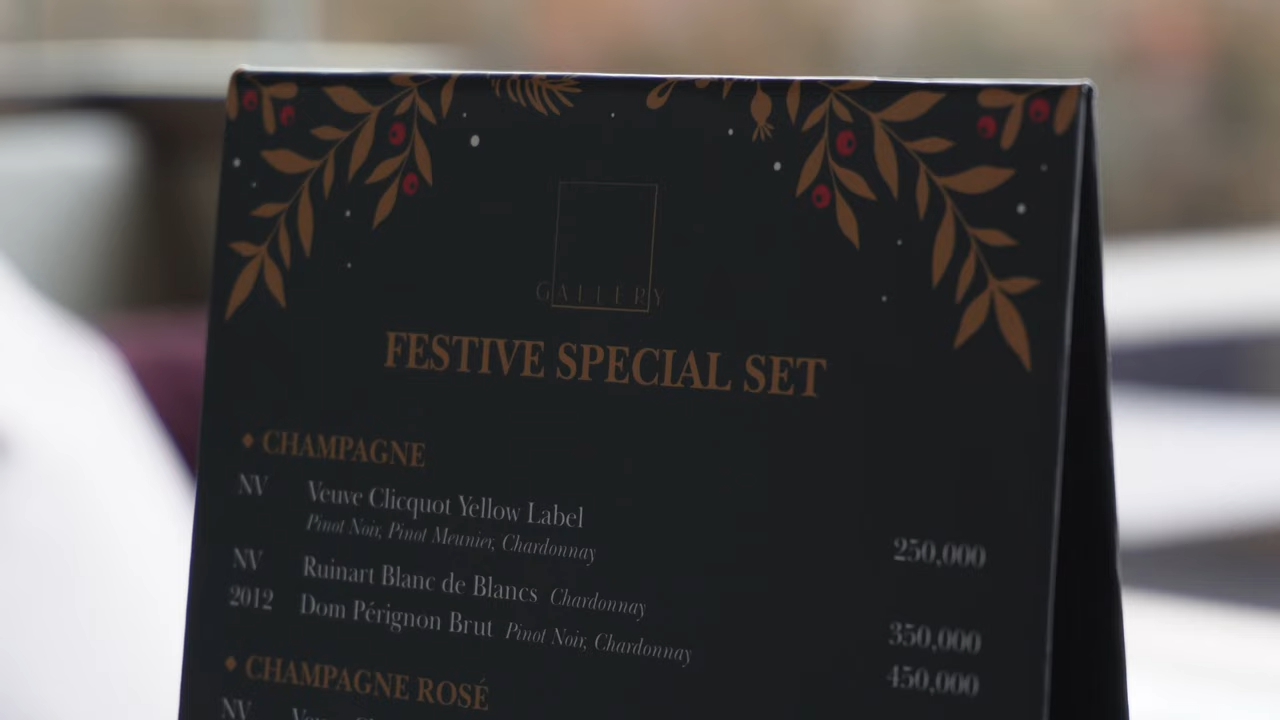 GALLERY
FESTIVE SPECIAL SET
CHAMPAGNE
NV Veuve Clicquot Yellow Label
Pinot Noir, Pinot Meunier, Chardonnay 250,000
NV Ruinart Blanc de Blancs Chardonnay 350,000
2012 Dom Pérignon Brut Pinot Noir, Chardonnay 450,000
CHAMPAGNE ROSÉ
NV